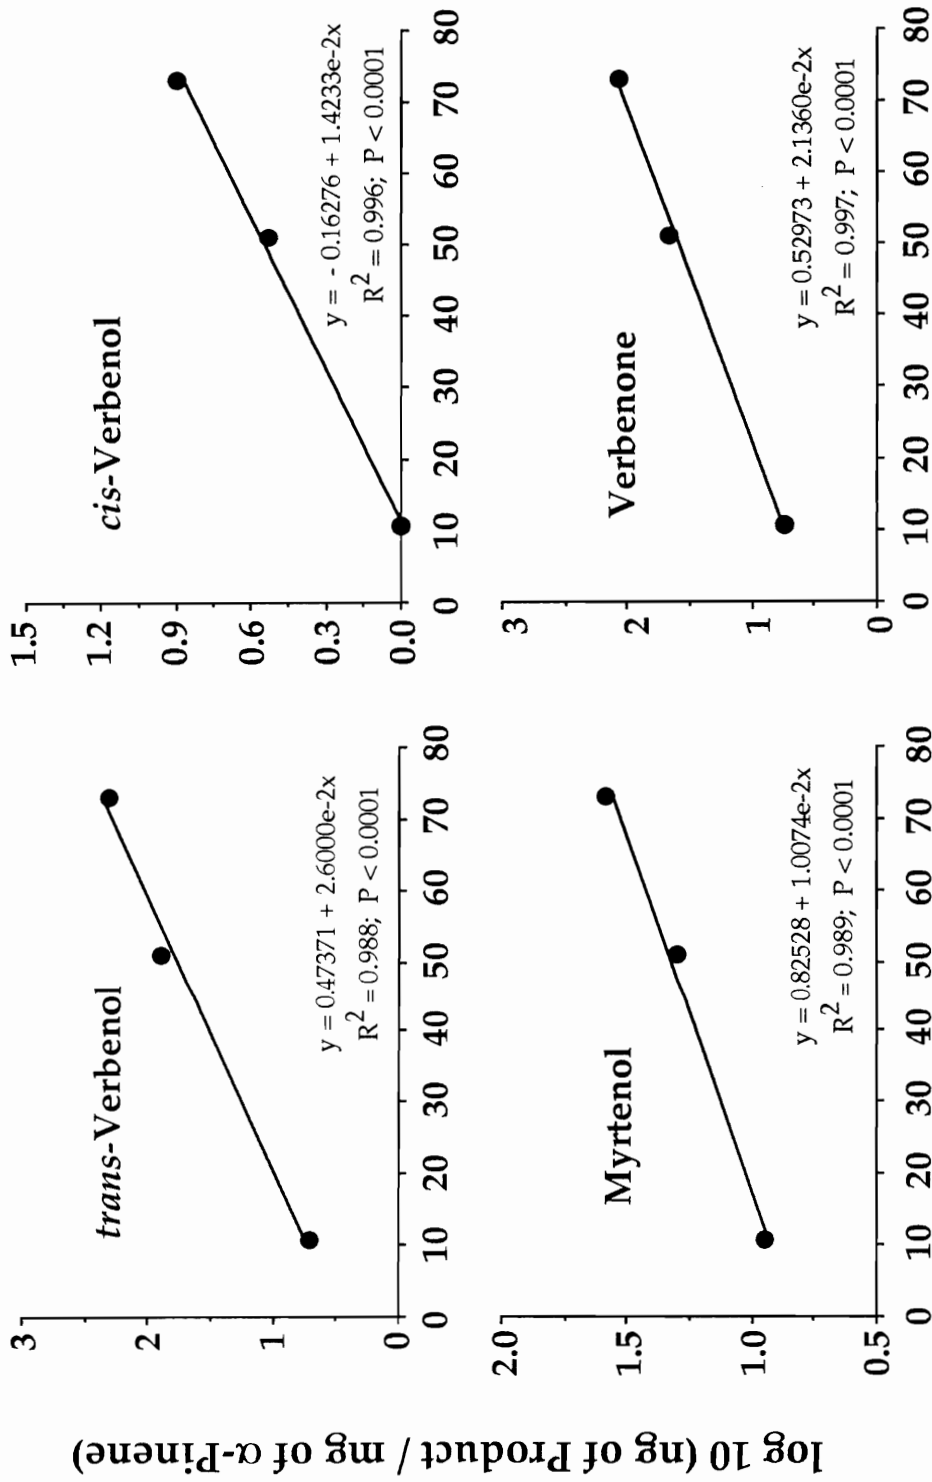 log 10 (ng of Product / mg of α-Pinene)
trans-Verbenol
y = 0.47371 + 2.6000e-2x
R2 = 0.988; P < 0.0001
3
2
1
0
0 10 20 30 40 50 60 70 80
cis-Verbenol
y = - 0.16276 + 1.4233e-2x
R2 = 0.996; P < 0.0001
1.5
1.2
0.9
0.6
0.3
0.0
0 10 20 30 40 50 60 70 80
Myrtenol
y = 0.82528 + 1.0074e-2x
R2 = 0.989; P < 0.0001
2.0
1.5
1.0
0.5
0 10 20 30 40 50 60 70 80
Verbenone
y = 0.52973 + 2.1360e-2x
R2 = 0.997; P < 0.0001
3
2
1
0
0 10 20 30 40 50 60 70 80